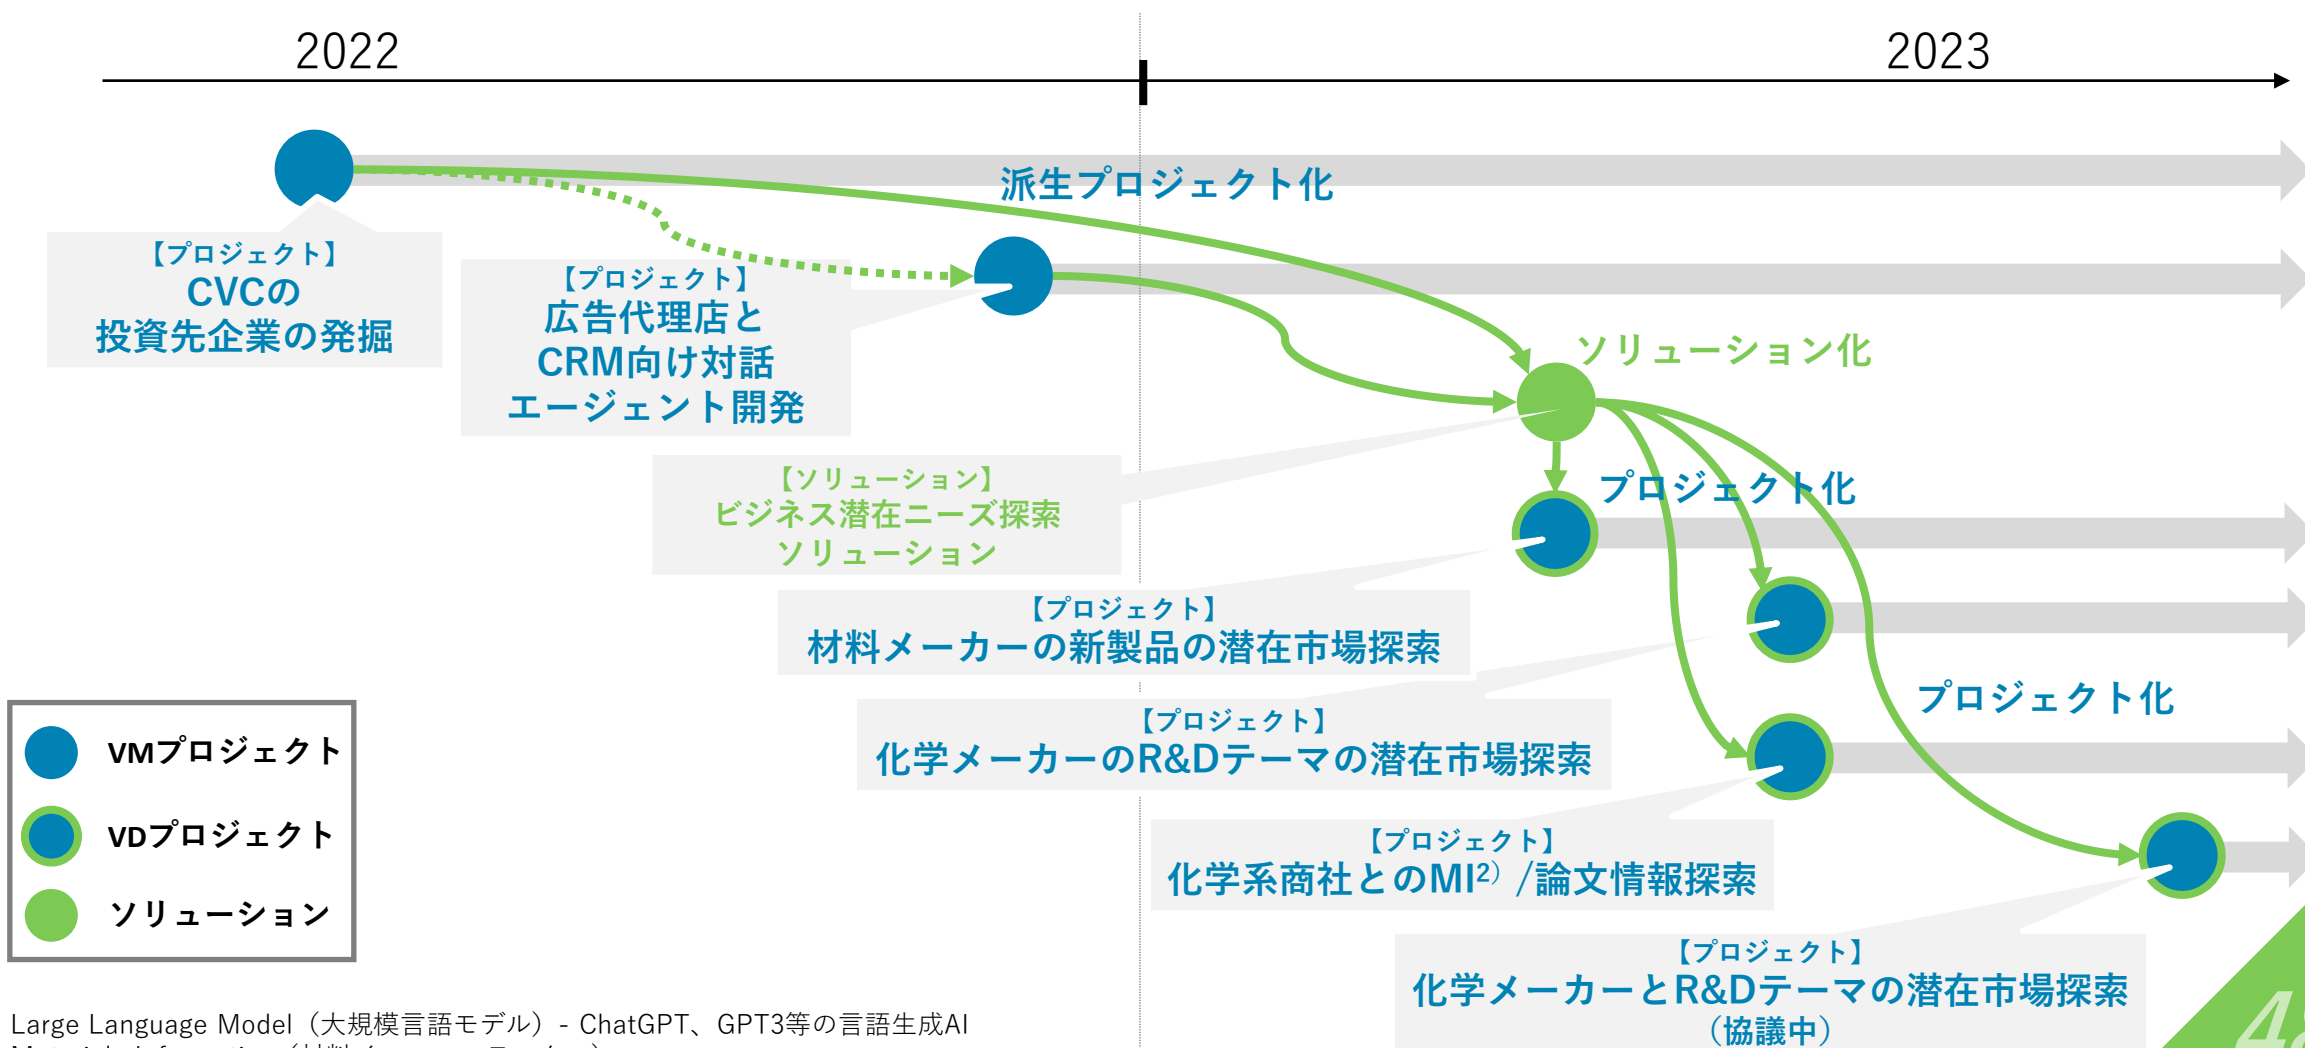 2022
2023
派生プロジェクト化
【プロジェクト】
CVCの
投資先企業の発掘
【プロジェクト】
広告代理店と
CRM向け対話
エージェント開発
ソリューション化
【ソリューション】
ビジネス潜在ニーズ探索
ソリューション
プロジェクト化
【プロジェクト】
材料メーカーの新製品の潜在市場探索
【プロジェクト】
化学メーカーのR&Dテーマの潜在市場探索
プロジェクト化
【プロジェクト】
化学系商社とのMI2）/論文情報探索
【プロジェクト】
化学メーカーとR&Dテーマの潜在市場探索
（協議中）
VMプロジェクト
VDプロジェクト
ソリューション
Large Language Model（大規模言語モデル）- ChatGPT、GPT3等の言語生成AI